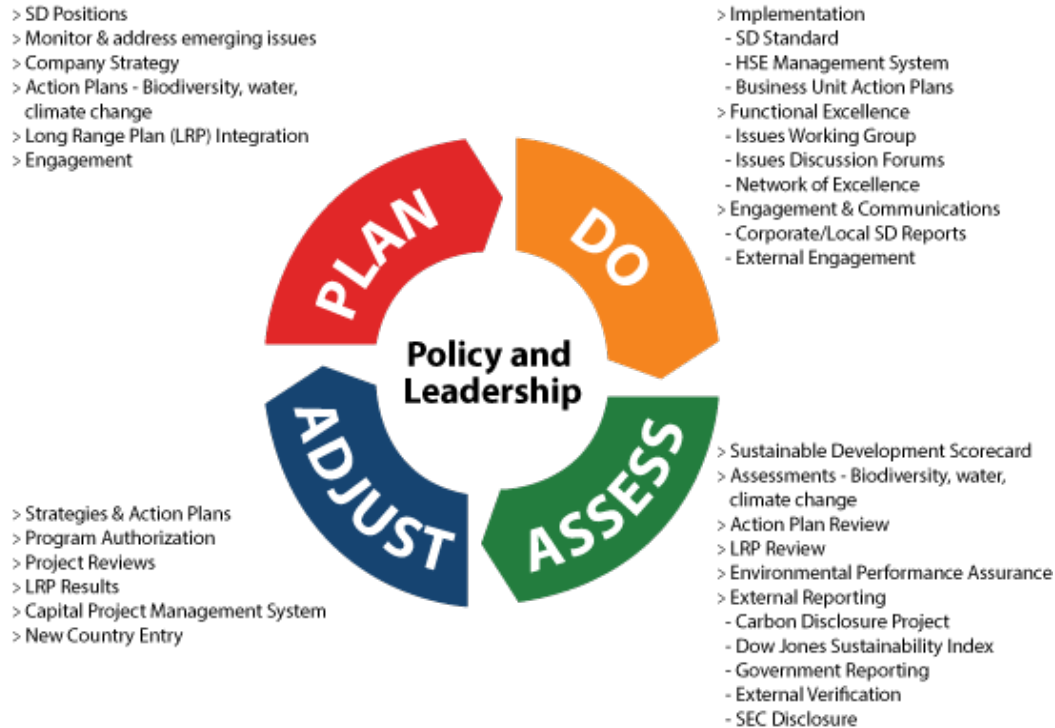 > SD Positions
> Monitor & address emerging issues
> Company Strategy
> Action Plans - Biodiversity, water,
climate change
> Long Range Plan (LRP) Integration
> Engagement
> Implementation
- SD Standard
- HSE Management System
- Business Unit Action Plans
> Functional Excellence
- Issues Working Group
- Issues Discussion Forums
- Network of Excellence
> Engagement & Communications
- Corporate/Local SD Reports
- External Engagement
PLAN
DO
Policy and
Leadership
ADJUST
ASSESS
> Strategies & Action Plans
> Program Authorization
> Project Reviews
> LRP Results
> Capital Project Management System
> New Country Entry
> Sustainable Development Scorecard
> Assessments - Biodiversity, water,
climate change
> Action Plan Review
> LRP Review
> Environmental Performance Assurance
> External Reporting
- Carbon Disclosure Project
- Dow Jones Sustainability Index
- Government Reporting
- External Verification
- SEC Disclosure